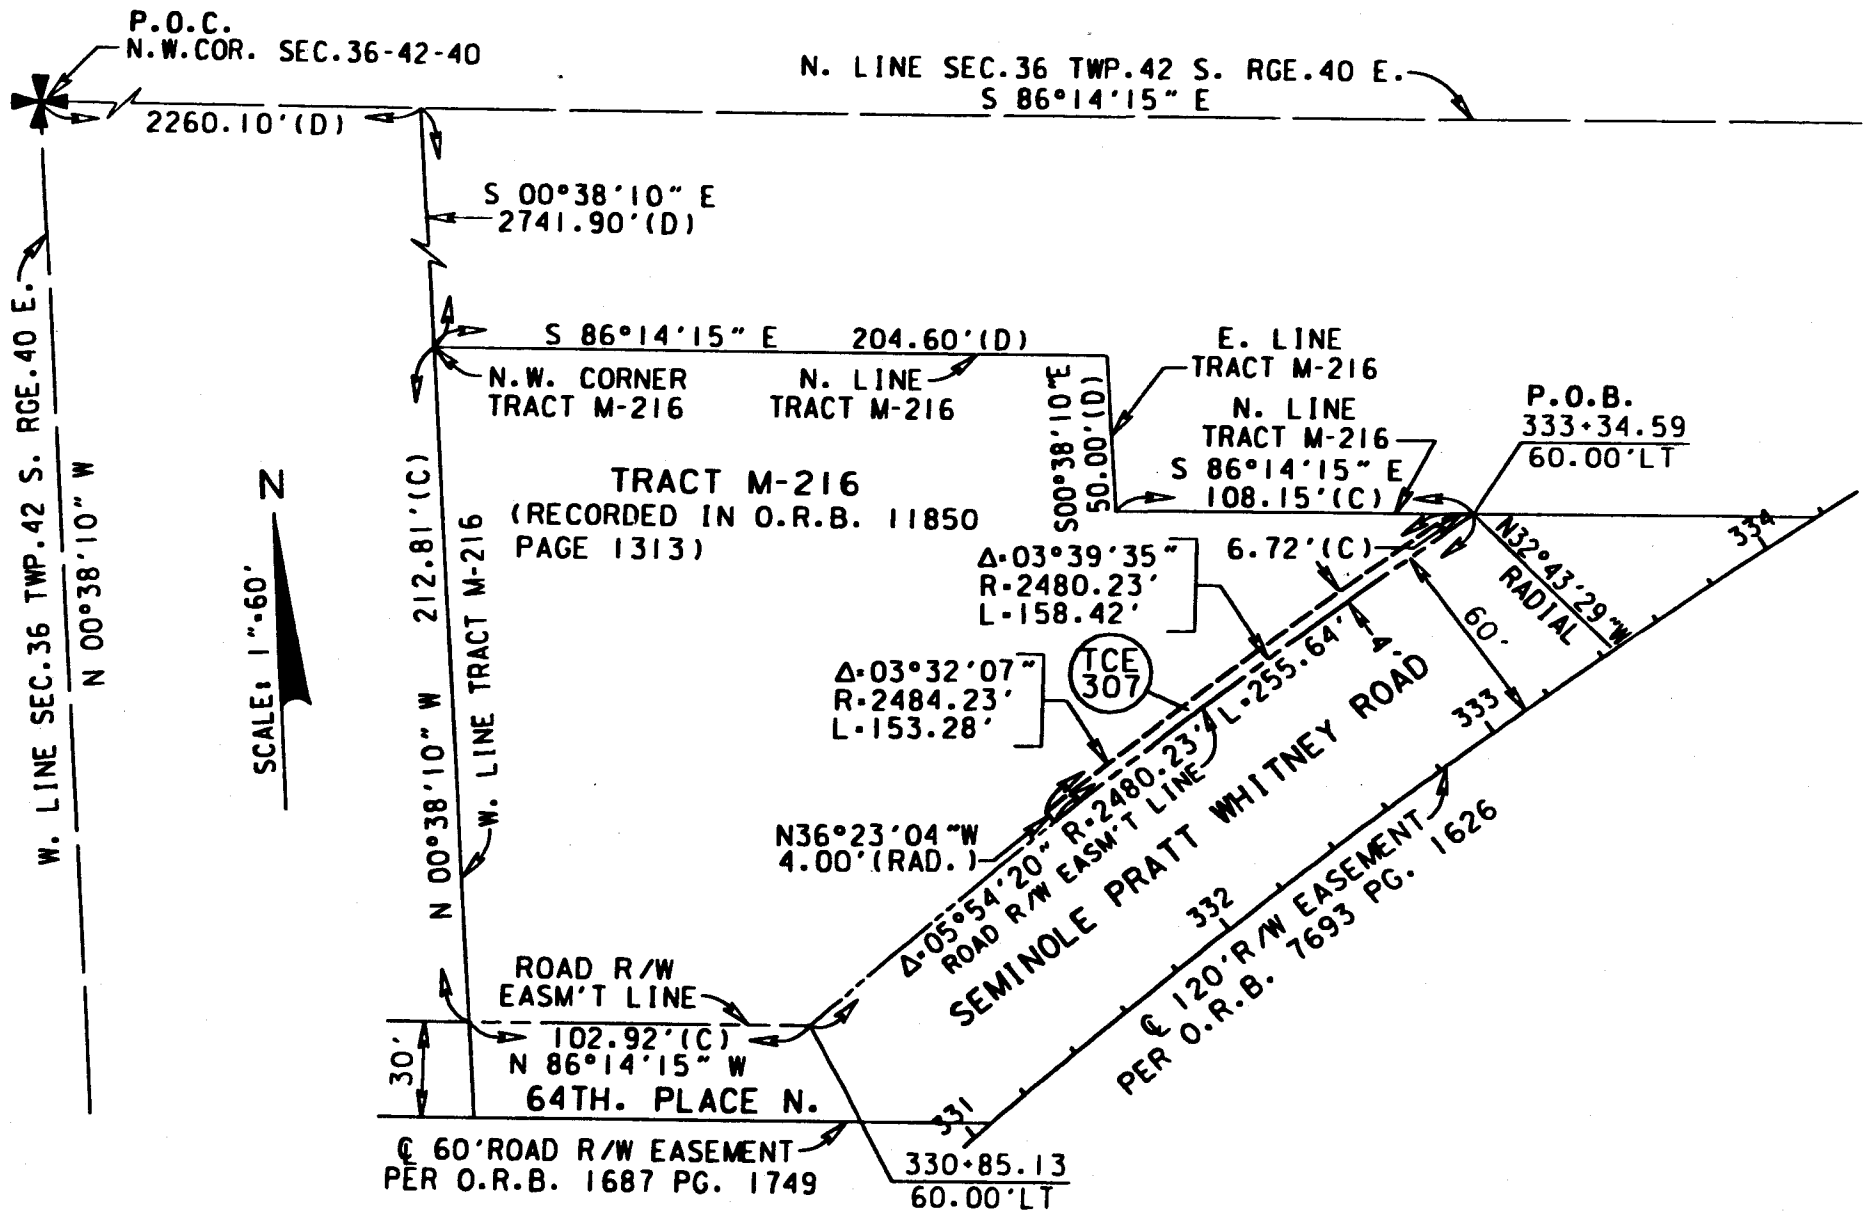 P.O.C.
N.W.COR. SEC.36-42-40
N. LINE SEC.36 TWP.42 S. RGE.40 E.
S 86°14'15" E
2260.10'(D)
S 00°38'10" E
2741.90'(D)
W. LINE SEC.36 TWP.42 S. RGE.40 E.
N 00°38'10" W
S 86°14'15" E 204.60'(D)
N.W. CORNER
TRACT M-216
N. LINE
TRACT M-216
E. LINE
TRACT M-216
S00°38'10"E
50.00'(D)
N. LINE
TRACT M-216
S 86°14'15" E
108.15'(C)
P.O.B.
333+34.59
60.00'LT
N
SCALE: 1"=60'
TRACT M-216
(RECORDED IN O.R.B. 11850
PAGE 1313)
N 00°38'10" W 212.81'(C)
W. LINE TRACT M-216
Δ=03°39'35"
R=2480.23'
L=158.42'
6.72'(C)
N32°43'29"W
RADIAL
334
60'
4'
Δ=03°32'07"
R=2484.23'
L=153.28'
TCE
307
333
N36°23'04"W
4.00'(RAD.)
Δ=05°54'20" R=2480.23' L=255.64'
ROAD R/W EASM'T LINE
SEMINOLE PRATT WHITNEY ROAD
332
℄ 120'R/W EASEMENT
PER O.R.B. 7693 PG. 1626
ROAD R/W
EASM'T LINE
102.92'(C)
N 86°14'15" W
30'
64TH. PLACE N.
331
℄ 60'ROAD R/W EASEMENT
PER O.R.B. 1687 PG. 1749
330+85.13
60.00'LT